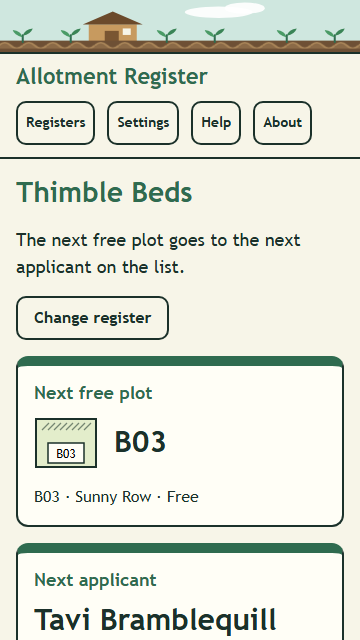 Allotment Register
Registers
Settings
Help
About
Thimble Beds
The next free plot goes to the next
applicant on the list.
Change register
Next free plot
B03
B03
B03 · Sunny Row · Free
Next applicant
Tavi Bramblequill